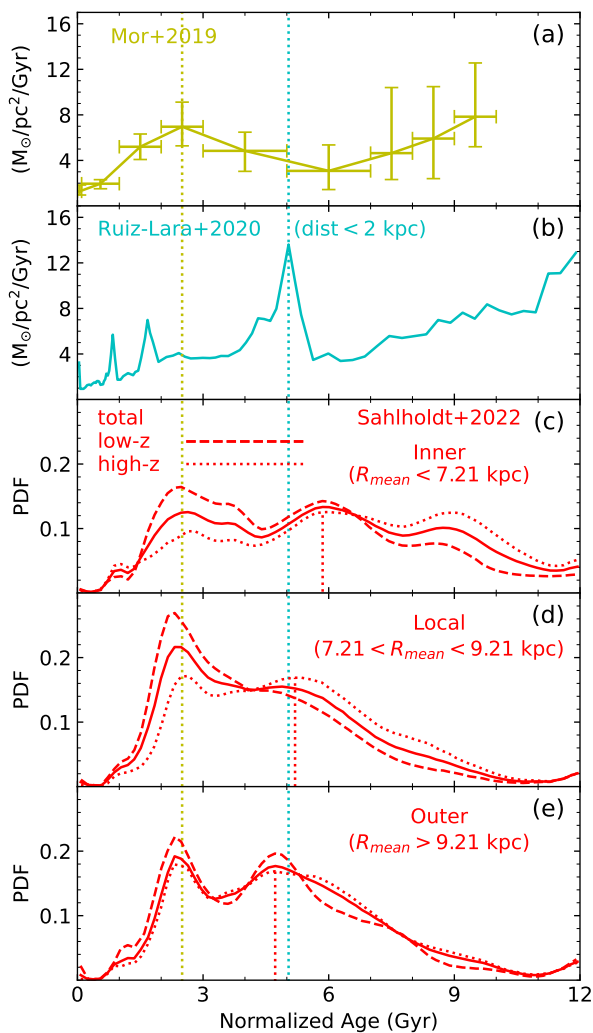 16
12
8
4
(M⊙/pc²/Gyr)
Mor+2019
(a)
16
12
8
4
(M⊙/pc²/Gyr)
Ruiz-Lara+2020 (dist < 2 kpc)
(b)
0.2
0.1
PDF
total
low-z
high-z
Sahlholdt+2022
(c)
Inner
(R_mean < 7.21 kpc)
0.2
0.1
PDF
(d)
Local
(7.21 < R_mean < 9.21 kpc)
0.2
0.1
PDF
(e)
Outer
(R_mean > 9.21 kpc)
0 3 6 9 12
Normalized Age (Gyr)